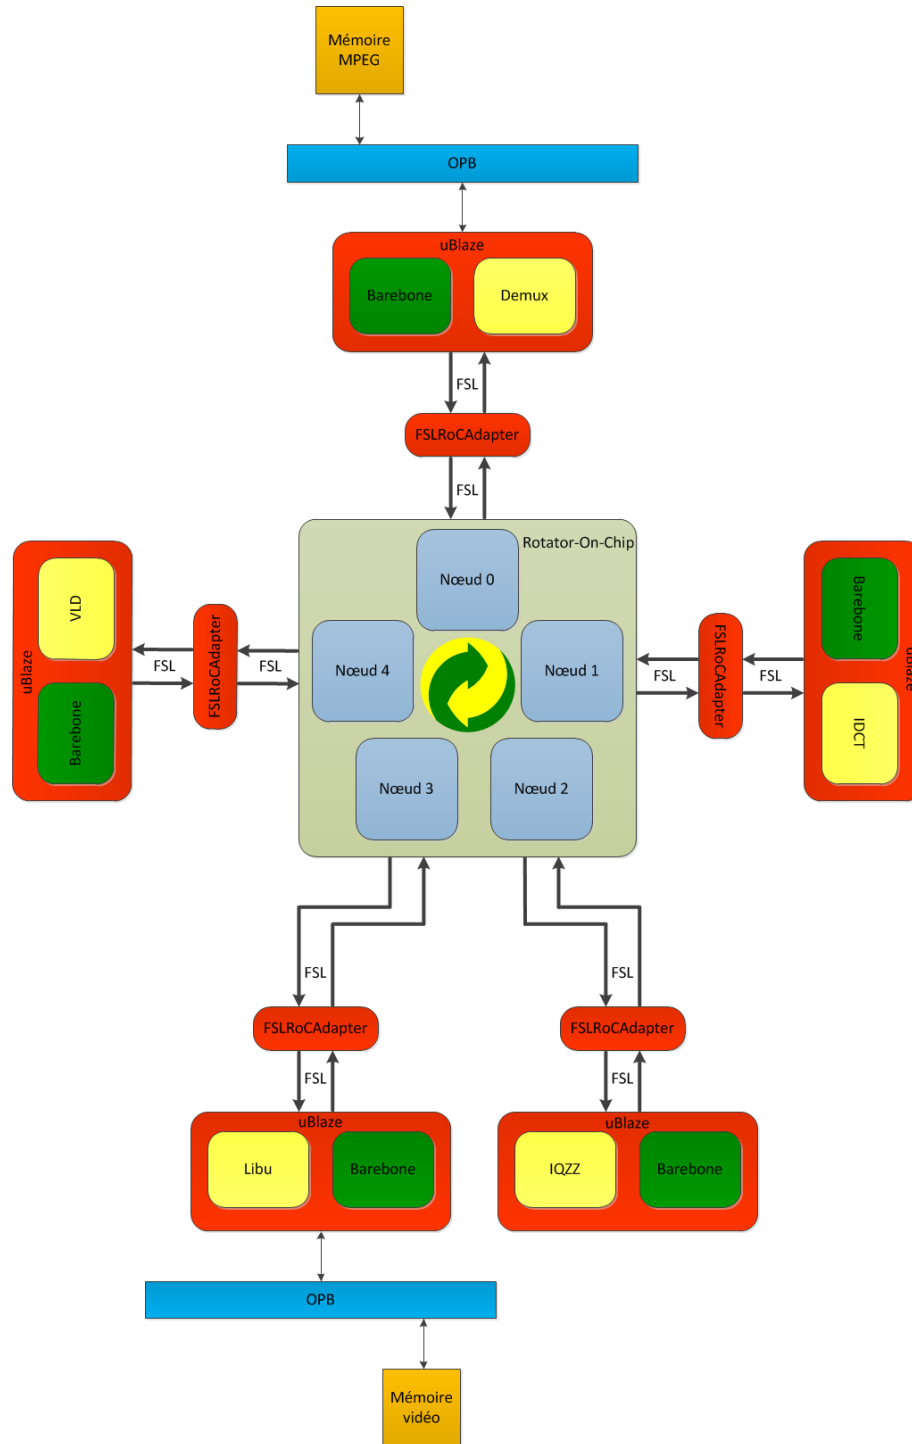 Mémoire
MPEG
OPB
uBlaze
Barebone
Demux
FSL
FSLRoCAdapter
FSL
Rotator-On-Chip
Nœud 0
Nœud 4
Nœud 1
Nœud 3
Nœud 2
uBlaze
VLD
Barebone
FSL
FSLRoCAdapter
FSL
FSL
FSLRoCAdapter
FSL
Barebone
IDCT
uBlaze
FSL
FSLRoCAdapter
FSL
uBlaze
Libu
Barebone
FSL
FSLRoCAdapter
FSL
uBlaze
IQZZ
Barebone
OPB
Mémoire
vidéo